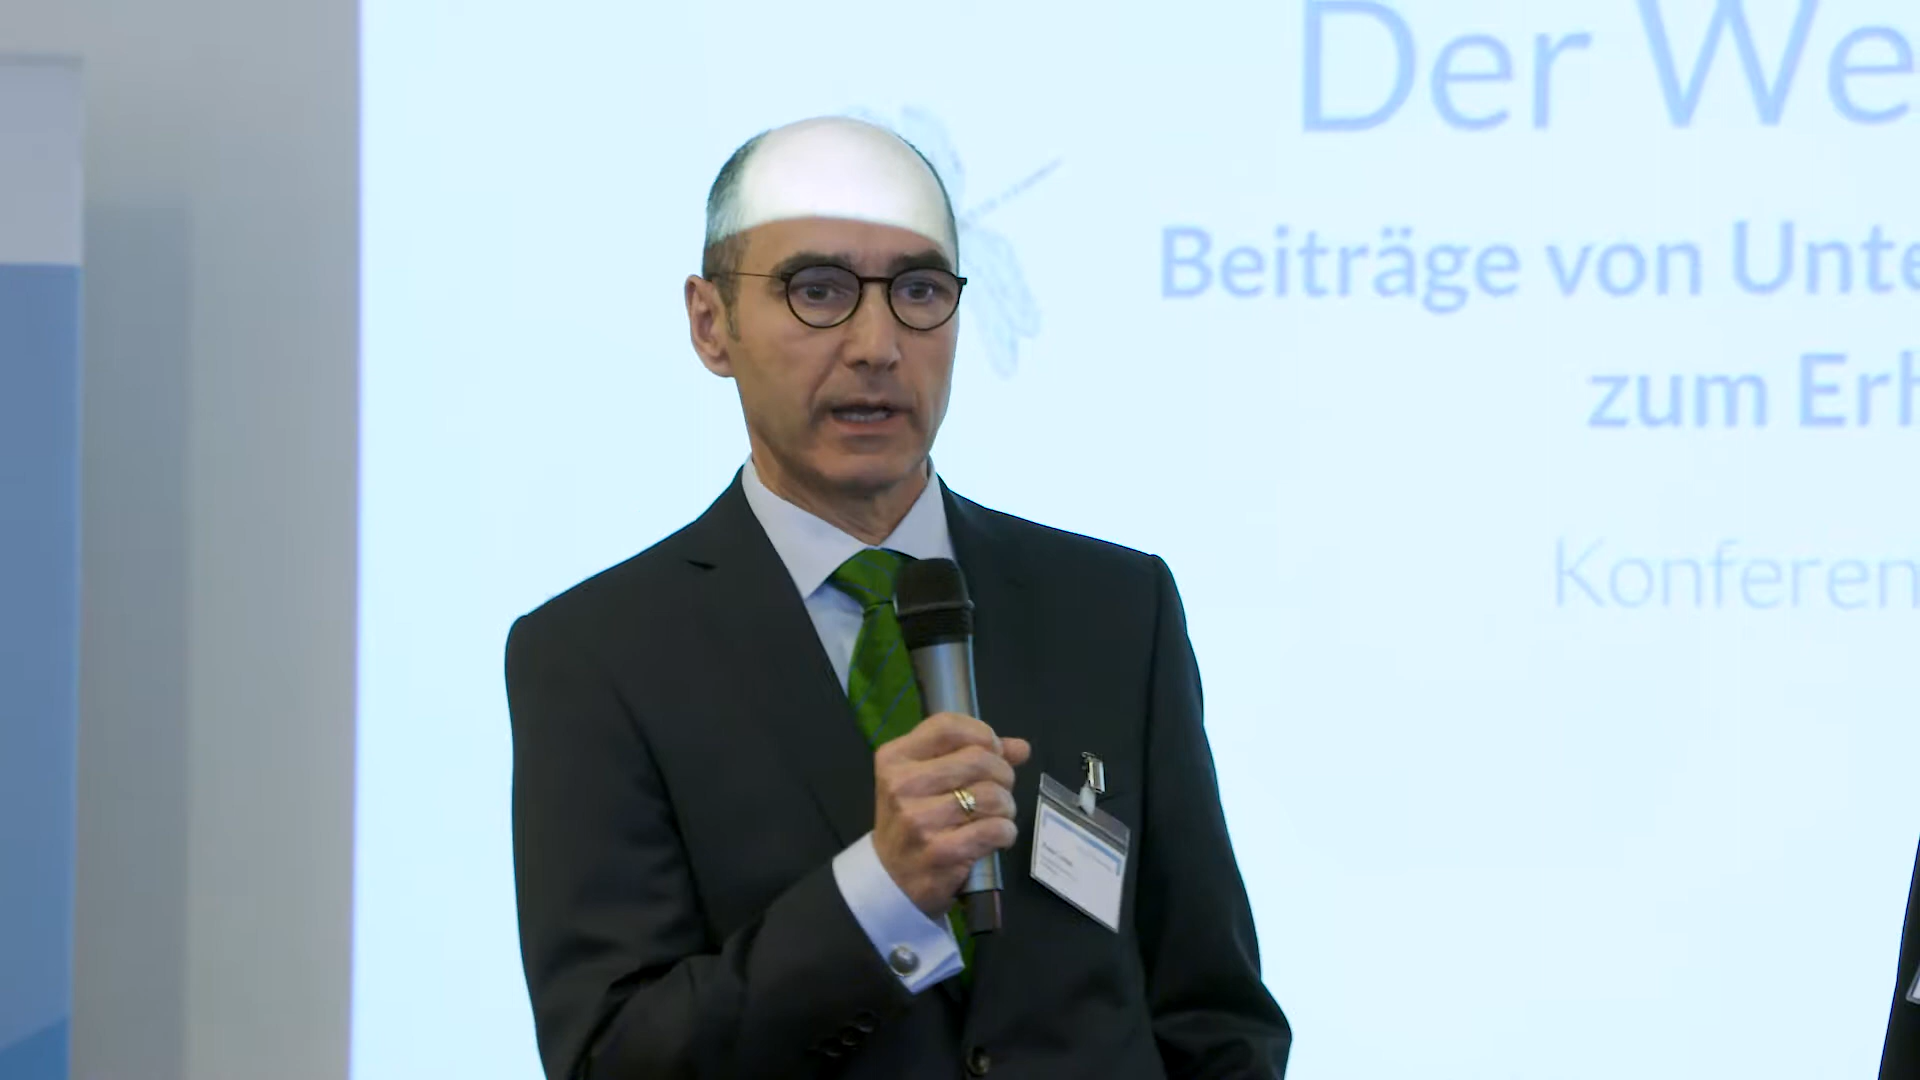 Der We
Beiträge von Unte
zum Erh
Konferen